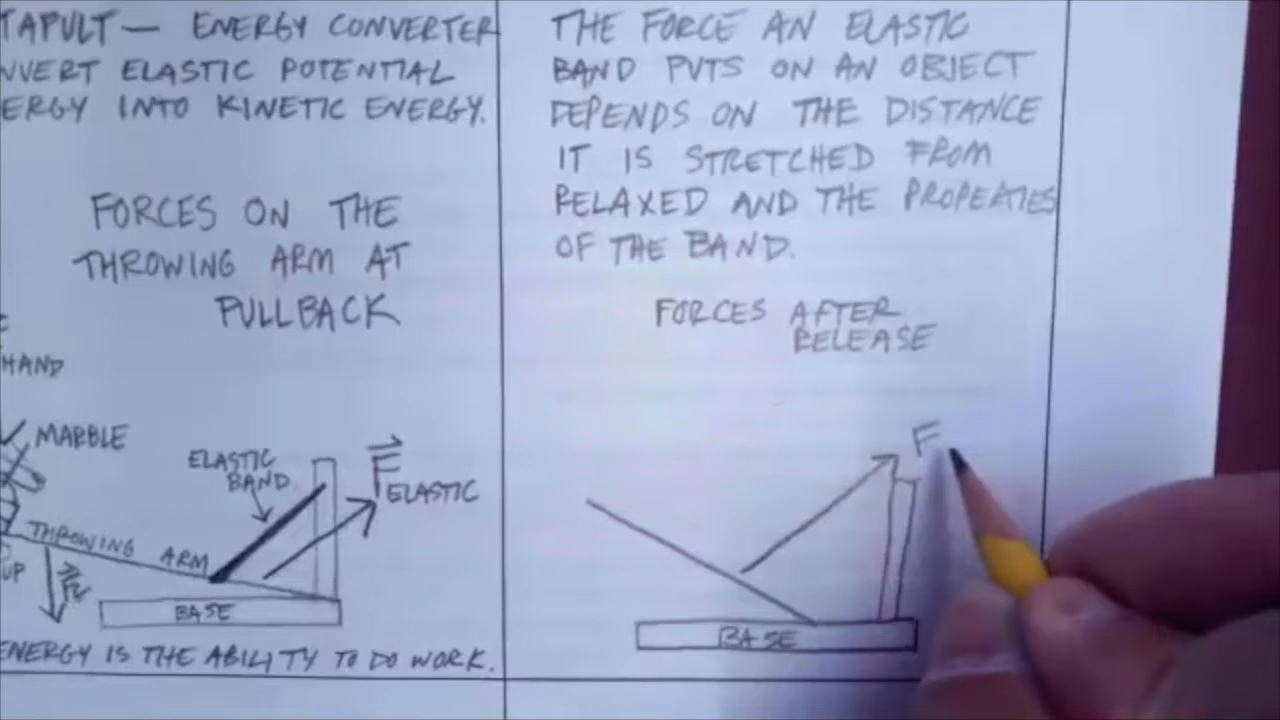 TAPULT — ENERGY CONVERTER
NVERT ELASTIC POTENTIAL
ERGY INTO KINETIC ENERGY.
FORCES ON THE
THROWING ARM AT
PULLBACK
HAND
MARBLE
ELASTIC
BAND
F
ELASTIC
THROWING ARM
UP
BASE
ENERGY IS THE ABILITY TO DO WORK.
THE FORCE AN ELASTIC
BAND PUTS ON AN OBJECT
DEPENDS ON THE DISTANCE
IT IS STRETCHED FROM
RELAXED AND THE PROPERTIES
OF THE BAND.
FORCES AFTER
RELEASE
F
BASE